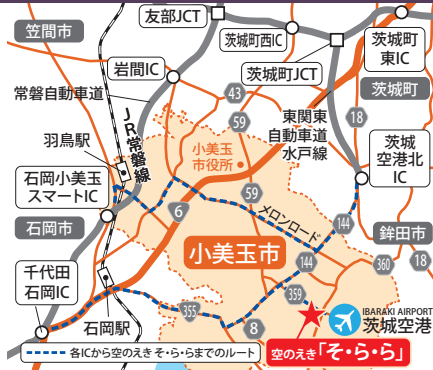 友部JCT
笠間市
茨城町西IC
茨城町
東IC
岩間IC
茨城町JCT
茨城町
常磐自動車道
43
59
18
東関東
自動車道
水戸線
JR常磐線
羽鳥駅
小美玉
市役所
茨城
空港北
IC
石岡小美玉
スマートIC
59
メロンロード
6
144
石岡市
鉾田市
小美玉市
144
360
18
千代田
石岡IC
359
石岡駅
355
8
IBARAKI AIRPORT
茨城空港
各ICから空のえき そ・ら・らまでのルート
空のえき「そ・ら・ら」